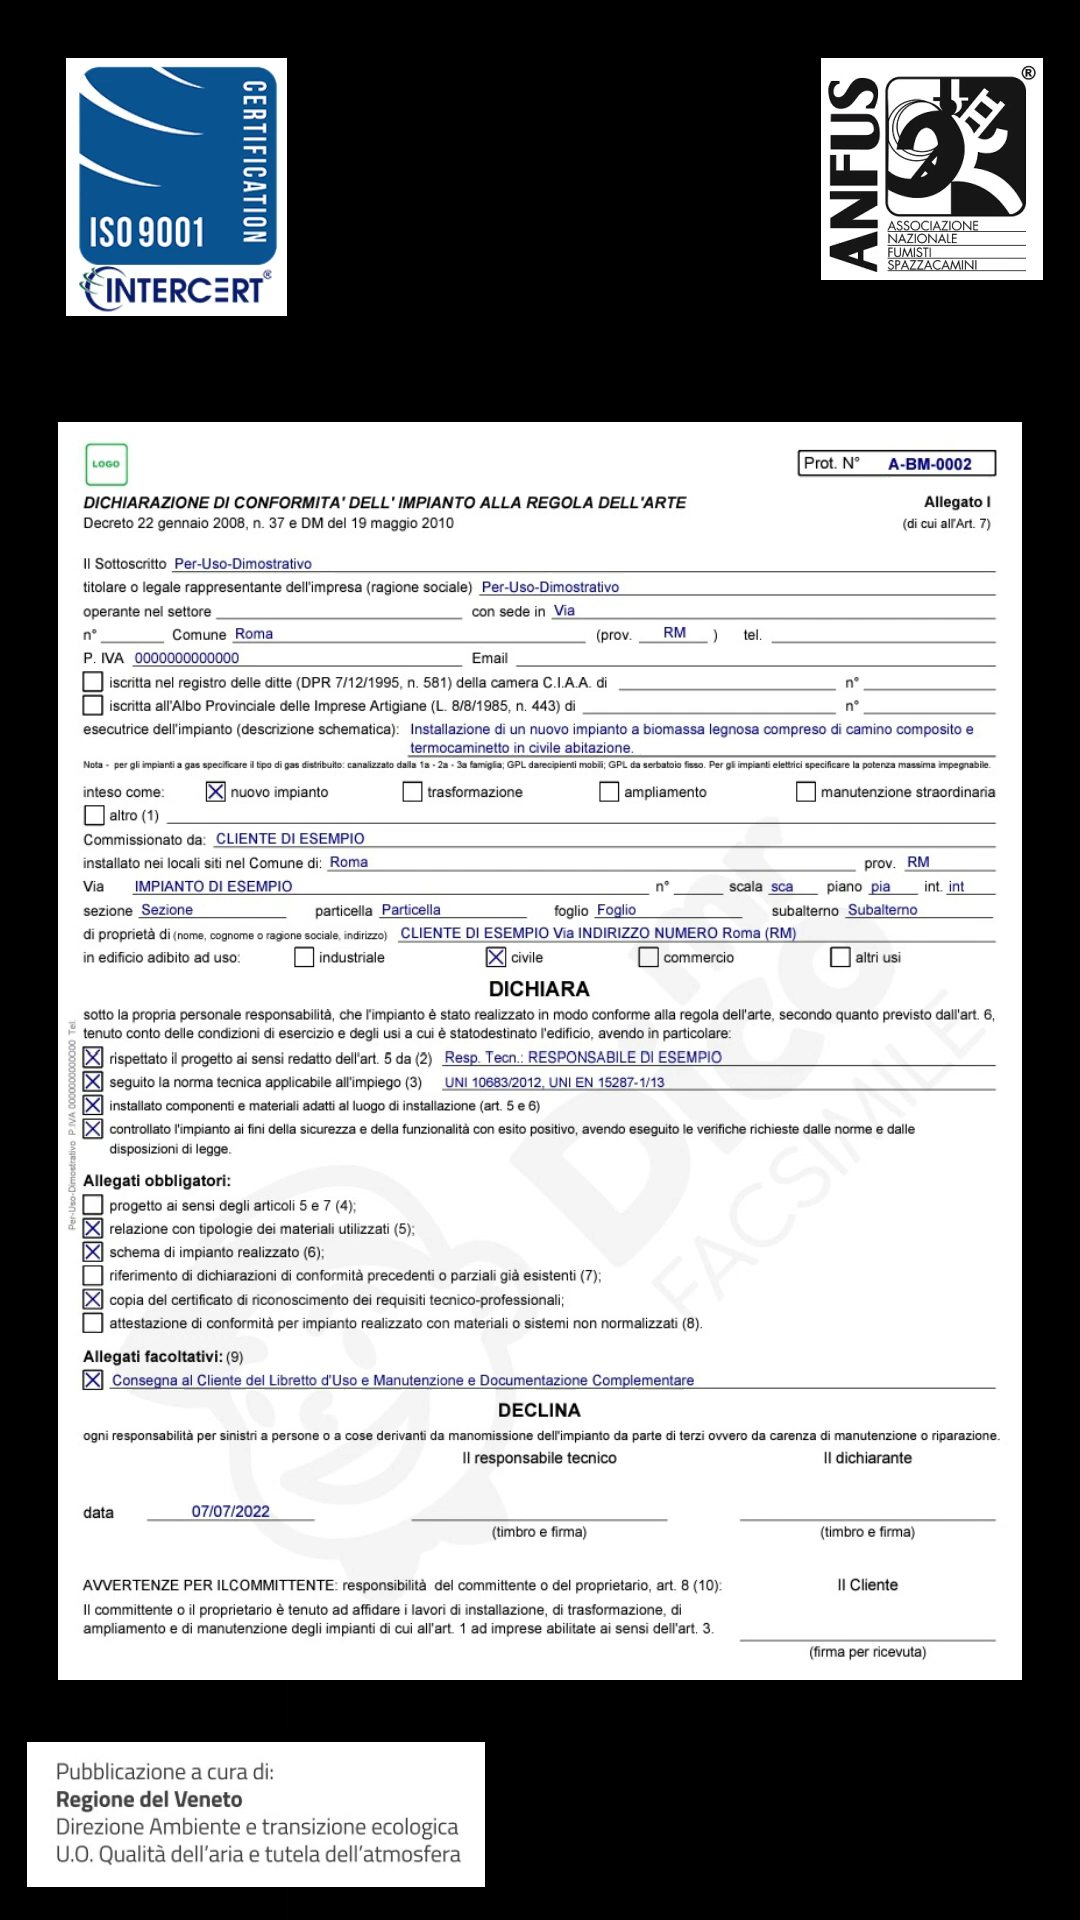 CERTIFICATION
ISO 9001
INTERCERT®
ANFUS
®
ASSOCIAZIONE
NAZIONALE
FUMISTI
SPAZZACAMINI
LOGO
Prot. N° A-BM-0002
DICHIARAZIONE DI CONFORMITA' DELL' IMPIANTO ALLA REGOLA DELL'ARTE Allegato I
Decreto 22 gennaio 2008, n. 37 e DM del 19 maggio 2010 (di cui all'Art. 7)
Il Sottoscritto Per-Uso-Dimostrativo
titolare o legale rappresentante dell'impresa (ragione sociale) Per-Uso-Dimostrativo
operante nel settore con sede in Via
n° Comune Roma (prov. RM ) tel.
P. IVA 0000000000000 Email
iscritta nel registro delle ditte (DPR 7/12/1995, n. 581) della camera C.I.A.A. di n°
iscritta all'Albo Provinciale delle Imprese Artigiane (L. 8/8/1985, n. 443) di n°
esecutrice dell'impianto (descrizione schematica): Installazione di un nuovo impianto a biomassa legnosa compreso di camino composito e
termocaminetto in civile abitazione.
Nota - per gli impianti a gas specificare il tipo di gas distribuito: canalizzato dalla 1a - 2a - 3a famiglia; GPL darecipienti mobili; GPL da serbatoio fisso. Per gli impianti elettrici specificare la potenza massima impegnabile.
inteso come: nuovo impianto trasformazione ampliamento manutenzione straordinaria
altro (1)
Commissionato da: CLIENTE DI ESEMPIO
installato nei locali siti nel Comune di: Roma prov. RM
Via IMPIANTO DI ESEMPIO n° scala sca piano pia int. int
sezione Sezione particella Particella foglio Foglio subalterno Subalterno
di proprietà di (nome, cognome o ragione sociale, indirizzo) CLIENTE DI ESEMPIO Via INDIRIZZO NUMERO Roma (RM)
in edificio adibito ad uso: industriale civile commercio altri usi
DICHIARA
sotto la propria personale responsabilità, che l'impianto è stato realizzato in modo conforme alla regola dell'arte, secondo quanto previsto dall'art. 6,
tenuto conto delle condizioni di esercizio e degli usi a cui è statodestinato l'edificio, avendo in particolare:
rispettato il progetto ai sensi redatto dell'art. 5 da (2) Resp. Tecn.: RESPONSABILE DI ESEMPIO
seguito la norma tecnica applicabile all'impiego (3) UNI 10683/2012, UNI EN 15287-1/13
installato componenti e materiali adatti al luogo di installazione (art. 5 e 6)
controllato l'impianto ai fini della sicurezza e della funzionalità con esito positivo, avendo eseguito le verifiche richieste dalle norme e dalle
disposizioni di legge.
Per-Uso-Dimostrativo P.IVA 0000000000000 Tel.
Allegati obbligatori:
progetto ai sensi degli articoli 5 e 7 (4);
relazione con tipologie dei materiali utilizzati (5);
schema di impianto realizzato (6);
riferimento di dichiarazioni di conformità precedenti o parziali già esistenti (7);
copia del certificato di riconoscimento dei requisiti tecnico-professionali;
attestazione di conformità per impianto realizzato con materiali o sistemi non normalizzati (8).
Allegati facoltativi: (9)
Consegna al Cliente del Libretto d'Uso e Manutenzione e Documentazione Complementare
mr
DiCo
FACSIMILE
DECLINA
ogni responsabilità per sinistri a persone o a cose derivanti da manomissione dell'impianto da parte di terzi ovvero da carenza di manutenzione o riparazione.
Il responsabile tecnico Il dichiarante
data 07/07/2022
(timbro e firma) (timbro e firma)
AVVERTENZE PER ILCOMMITTENTE: responsibilità del committente o del proprietario, art. 8 (10): Il Cliente
Il committente o il proprietario è tenuto ad affidare i lavori di installazione, di trasformazione, di
ampliamento e di manutenzione degli impianti di cui all'art. 1 ad imprese abilitate ai sensi dell'art. 3.
(firma per ricevuta)
Pubblicazione a cura di:
Regione del Veneto
Direzione Ambiente e transizione ecologica
U.O. Qualità dell'aria e tutela dell'atmosfera